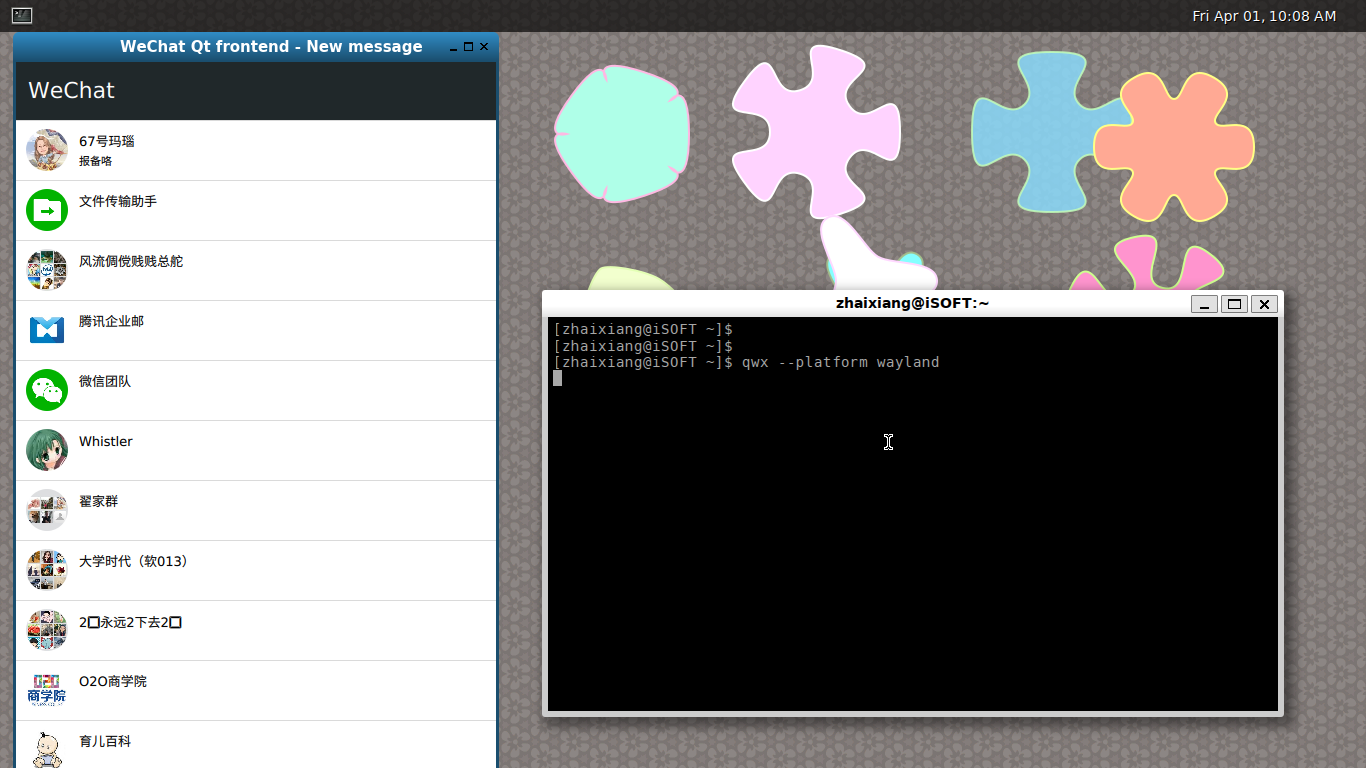 Fri Apr 01, 10:08 AM
WeChat Qt frontend - New message
WeChat
67号玛瑙
报备咯
文件传输助手
风流倜傥贱贱总舵
腾讯企业邮
微信团队
Whistler
翟家群
大学时代（软013）
2□永远2下去2□
O2O商学院
商学院
育儿百科
zhaixiang@iSOFT:~
[zhaixiang@iSOFT ~]$
[zhaixiang@iSOFT ~]$
[zhaixiang@iSOFT ~]$ qwx --platform wayland